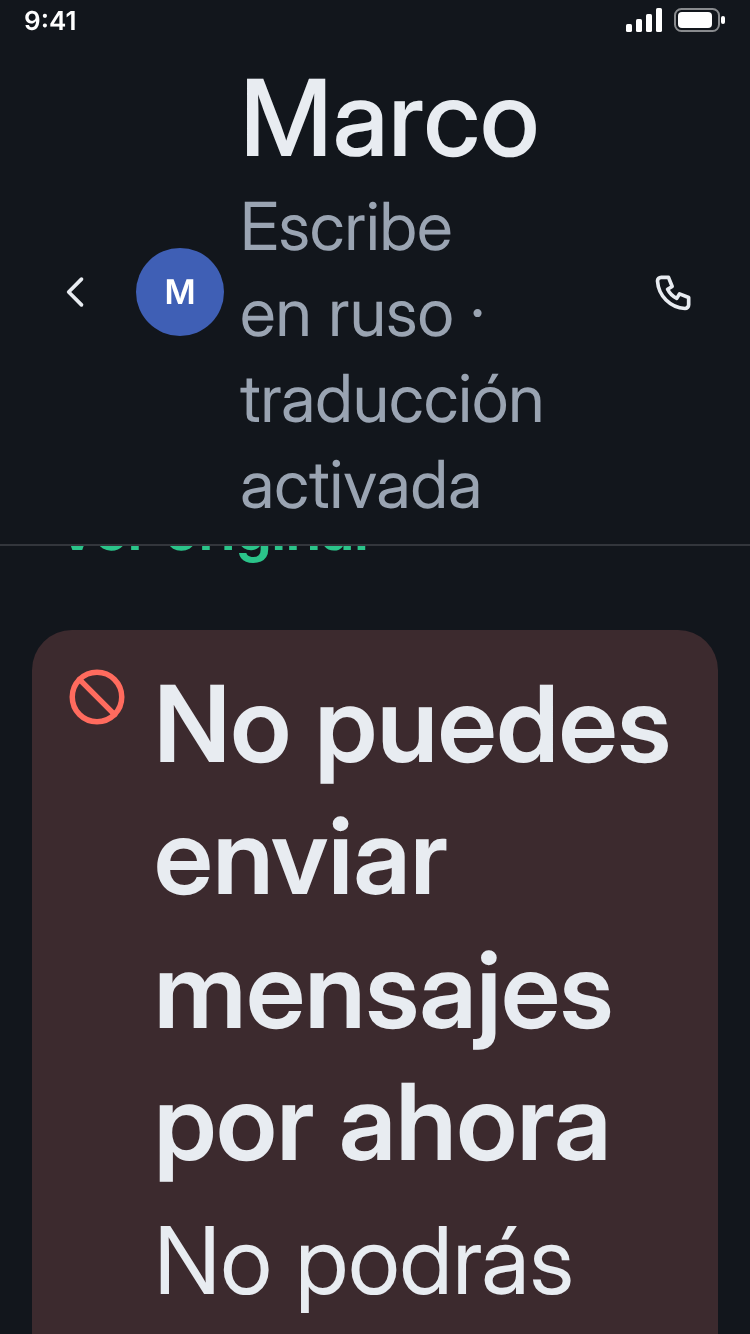 9:41
Marco
M
Escribe
en ruso ·
traducción
activada
No puedes
enviar
mensajes
por ahora
No podrás